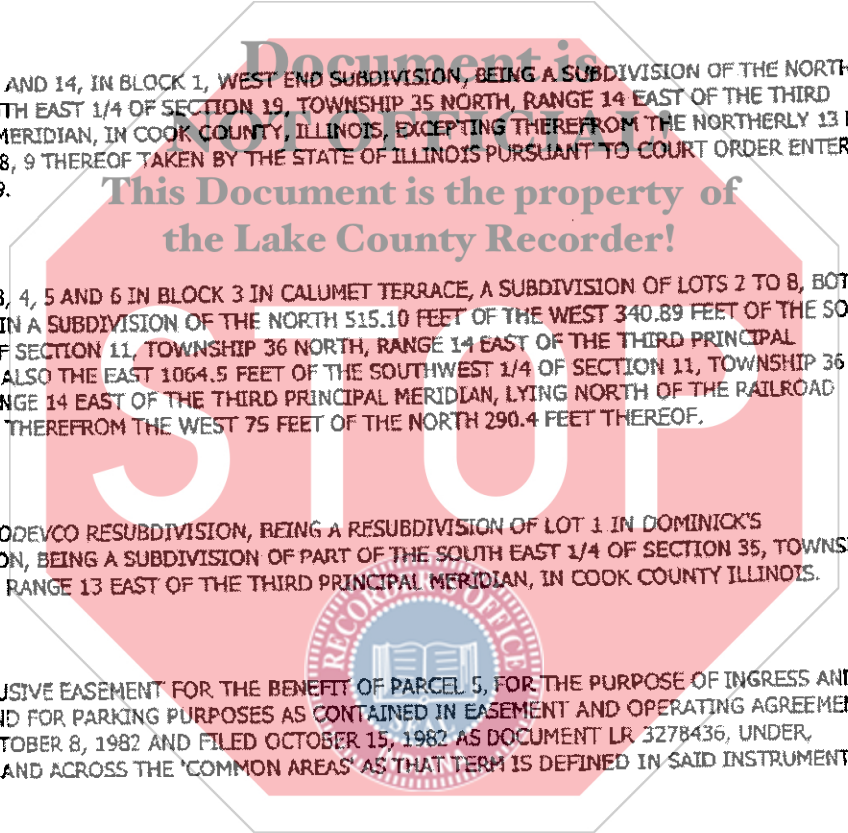 Document is
AND 14, IN BLOCK 1, WEST END SUBDIVISION, BEING A SUBDIVISION OF THE NORTH
TH EAST 1/4 OF SECTION 19, TOWNSHIP 35 NORTH, RANGE 14 EAST OF THE THIRD
MERIDIAN, IN COOK COUNTY, ILLINOIS, EXCEPTING THEREFROM THE NORTHERLY 13
NOT OFFICIAL!
8, 9 THEREOF TAKEN BY THE STATE OF ILLINOIS PURSUANT TO COURT ORDER ENTER
9.
This Document is the property of
the Lake County Recorder!
3, 4, 5 AND 6 IN BLOCK 3 IN CALUMET TERRACE, A SUBDIVISION OF LOTS 2 TO 8, BOT
IN A SUBDIVISION OF THE NORTH 515.10 FEET OF THE WEST 340.89 FEET OF THE SO
F SECTION 11, TOWNSHIP 36 NORTH, RANGE 14 EAST OF THE THIRD PRINCIPAL
ALSO THE EAST 1064.5 FEET OF THE SOUTHWEST 1/4 OF SECTION 11, TOWNSHIP 36
NGE 14 EAST OF THE THIRD PRINCIPAL MERIDIAN, LYING NORTH OF THE RAILROAD
THEREFROM THE WEST 75 FEET OF THE NORTH 290.4 FEET THEREOF.
STOP
ODEVCO RESUBDIVISION, BEING A RESUBDIVISION OF LOT 1 IN DOMINICK'S
ON, BEING A SUBDIVISION OF PART OF THE SOUTH EAST 1/4 OF SECTION 35, TOWNS
RANGE 13 EAST OF THE THIRD PRINCIPAL MERIDIAN, IN COOK COUNTY ILLINOIS.
RECORDER'S OFFICE
USIVE EASEMENT FOR THE BENEFIT OF PARCEL 5, FOR THE PURPOSE OF INGRESS AND
ND FOR PARKING PURPOSES AS CONTAINED IN EASEMENT AND OPERATING AGREEMEN
TOBER 8, 1982 AND FILED OCTOBER 15, 1982 AS DOCUMENT LR 3278436, UNDER,
AND ACROSS THE 'COMMON AREAS' AS THAT TERM IS DEFINED IN SAID INSTRUMENT